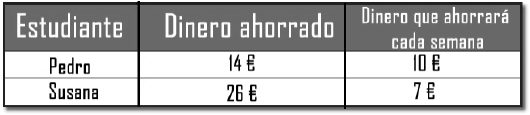 Estudiante Dinero ahorrado Dinero que ahorrará
cada semana
Pedro 14 € 10 €
Susana 26 € 7 €